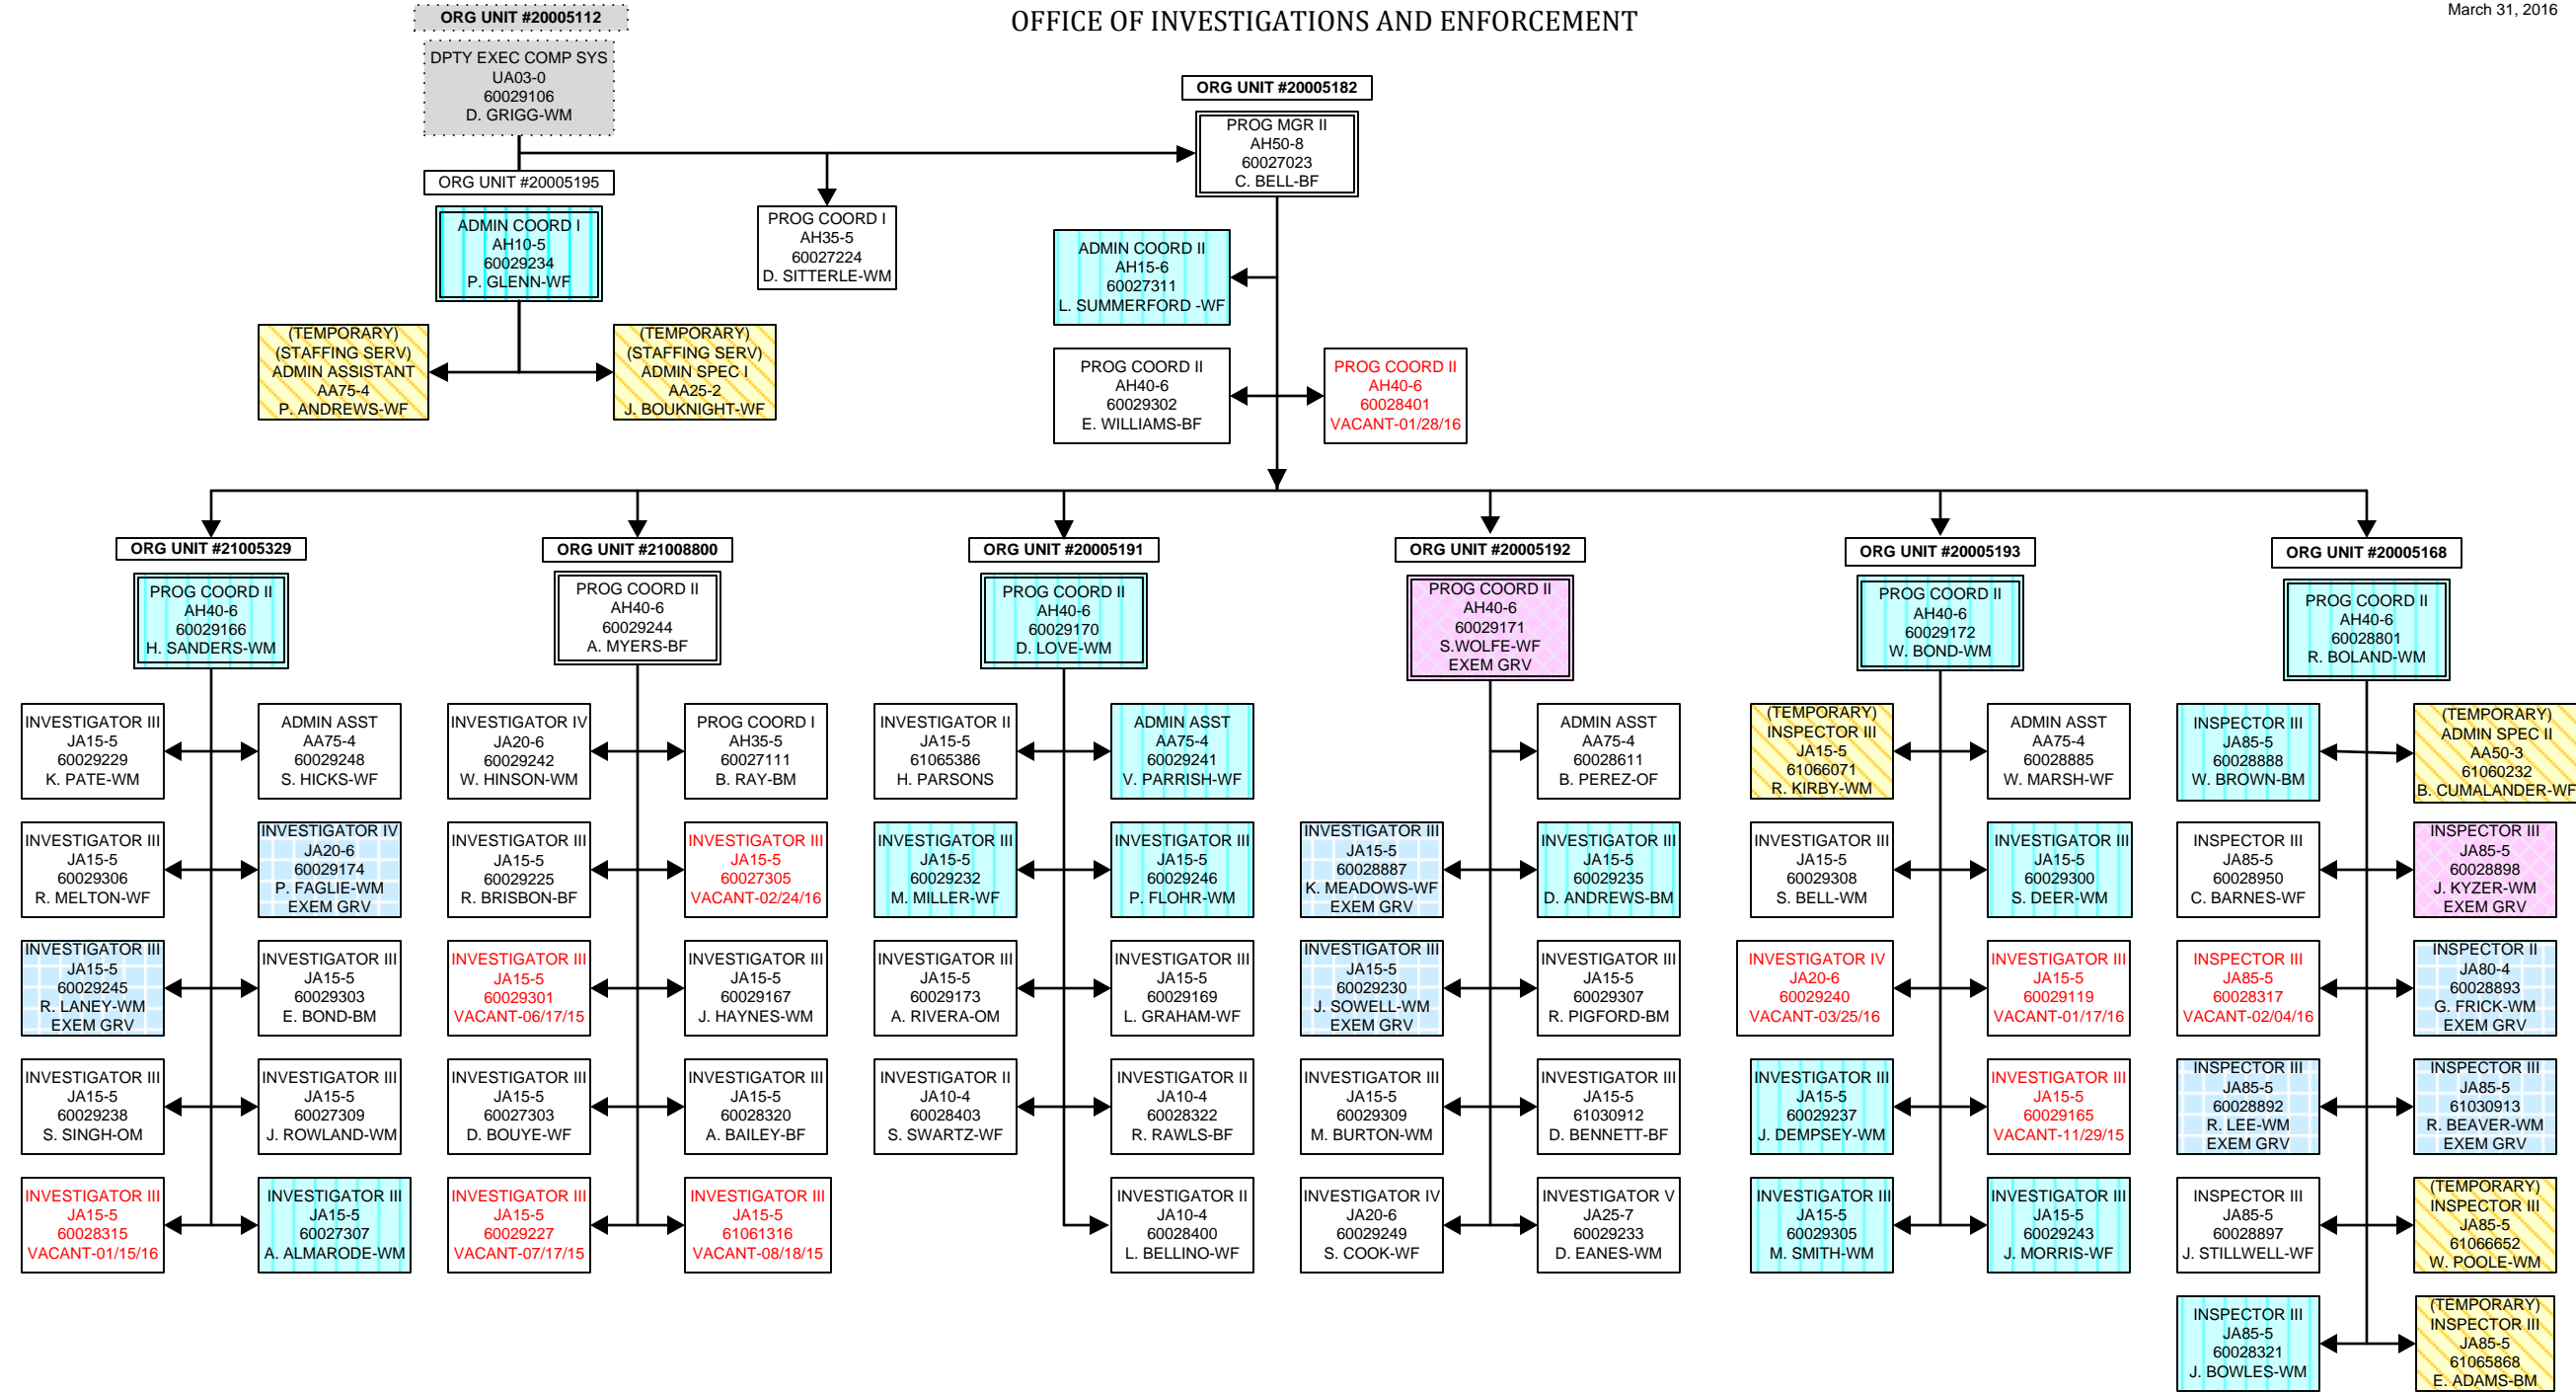 OFFICE OF INVESTIGATIONS AND ENFORCEMENT
March 31, 2016
ORG UNIT #20005112
DPTY EXEC COMP SYS
UA03-0
60029106
D. GRIGG-WM
ORG UNIT #20005182
PROG MGR II
AH50-8
60027023
C. BELL-BF
ORG UNIT #20005195
ADMIN COORD I
AH10-5
60029234
P. GLENN-WF
PROG COORD I
AH35-5
60027224
D. SITTERLE-WM
ADMIN COORD II
AH15-6
60027311
L. SUMMERFORD -WF
(TEMPORARY)
(STAFFING SERV)
ADMIN ASSISTANT
AA75-4
P. ANDREWS-WF
(TEMPORARY)
(STAFFING SERV)
ADMIN SPEC I
AA25-2
J. BOUKNIGHT-WF
PROG COORD II
AH40-6
60029302
E. WILLIAMS-BF
PROG COORD II
AH40-6
60028401
VACANT-01/28/16
ORG UNIT #21005329
PROG COORD II
AH40-6
60029166
H. SANDERS-WM
INVESTIGATOR III
JA15-5
60029229
K. PATE-WM
ADMIN ASST
AA75-4
60029248
S. HICKS-WF
INVESTIGATOR III
JA15-5
60029306
R. MELTON-WF
INVESTIGATOR IV
JA20-6
60029174
P. FAGLIE-WM
EXEM GRV
INVESTIGATOR III
JA15-5
60029245
R. LANEY-WM
EXEM GRV
INVESTIGATOR III
JA15-5
60029303
E. BOND-BM
INVESTIGATOR III
JA15-5
60029238
S. SINGH-OM
INVESTIGATOR III
JA15-5
60027309
J. ROWLAND-WM
INVESTIGATOR III
JA15-5
60028315
VACANT-01/15/16
INVESTIGATOR III
JA15-5
60027307
A. ALMARODE-WM
ORG UNIT #21008800
PROG COORD II
AH40-6
60029244
A. MYERS-BF
INVESTIGATOR IV
JA20-6
60029242
W. HINSON-WM
PROG COORD I
AH35-5
60027111
B. RAY-BM
INVESTIGATOR III
JA15-5
60029225
R. BRISBON-BF
INVESTIGATOR III
JA15-5
60027305
VACANT-02/24/16
INVESTIGATOR III
JA15-5
60029301
VACANT-06/17/15
INVESTIGATOR III
JA15-5
60029167
J. HAYNES-WM
INVESTIGATOR III
JA15-5
60027303
D. BOUYE-WF
INVESTIGATOR III
JA15-5
60028320
A. BAILEY-BF
INVESTIGATOR III
JA15-5
60029227
VACANT-07/17/15
INVESTIGATOR III
JA15-5
61061316
VACANT-08/18/15
ORG UNIT #20005191
PROG COORD II
AH40-6
60029170
D. LOVE-WM
INVESTIGATOR II
JA15-5
61065386
H. PARSONS
ADMIN ASST
AA75-4
60029241
V. PARRISH-WF
INVESTIGATOR III
JA15-5
60029232
M. MILLER-WF
INVESTIGATOR III
JA15-5
60029246
P. FLOHR-WM
INVESTIGATOR III
JA15-5
60029173
A. RIVERA-OM
INVESTIGATOR III
JA15-5
60029169
L. GRAHAM-WF
INVESTIGATOR II
JA10-4
60028403
S. SWARTZ-WF
INVESTIGATOR II
JA10-4
60028322
R. RAWLS-BF
INVESTIGATOR II
JA10-4
60028400
L. BELLINO-WF
ORG UNIT #20005192
PROG COORD II
AH40-6
60029171
S.WOLFE-WF
EXEM GRV
ADMIN ASST
AA75-4
60028611
B. PEREZ-OF
INVESTIGATOR III
JA15-5
60028887
K. MEADOWS-WF
EXEM GRV
INVESTIGATOR III
JA15-5
60029235
D. ANDREWS-BM
INVESTIGATOR III
JA15-5
60029230
J. SOWELL-WM
EXEM GRV
INVESTIGATOR III
JA15-5
60029307
R. PIGFORD-BM
INVESTIGATOR III
JA15-5
60029309
M. BURTON-WM
INVESTIGATOR III
JA15-5
61030912
D. BENNETT-BF
INVESTIGATOR IV
JA20-6
60029249
S. COOK-WF
INVESTIGATOR V
JA25-7
60029233
D. EANES-WM
ORG UNIT #20005193
PROG COORD II
AH40-6
60029172
W. BOND-WM
(TEMPORARY)
INSPECTOR III
JA15-5
61066071
R. KIRBY-WM
ADMIN ASST
AA75-4
60028885
W. MARSH-WF
INVESTIGATOR III
JA15-5
60029308
S. BELL-WM
INVESTIGATOR III
JA15-5
60029300
S. DEER-WM
INVESTIGATOR IV
JA20-6
60029240
VACANT-03/25/16
INVESTIGATOR III
JA15-5
60029119
VACANT-01/17/16
INVESTIGATOR III
JA15-5
60029237
J. DEMPSEY-WM
INVESTIGATOR III
JA15-5
60029165
VACANT-11/29/15
INVESTIGATOR III
JA15-5
60029305
M. SMITH-WM
INVESTIGATOR III
JA15-5
60029243
J. MORRIS-WF
ORG UNIT #20005168
PROG COORD II
AH40-6
60028801
R. BOLAND-WM
INSPECTOR III
JA85-5
60028888
W. BROWN-BM
(TEMPORARY)
ADMIN SPEC II
AA50-3
61060232
B. CUMALANDER-WF
INSPECTOR III
JA85-5
60028950
C. BARNES-WF
INSPECTOR III
JA85-5
60028898
J. KYZER-WM
EXEM GRV
INSPECTOR III
JA85-5
60028317
VACANT-02/04/16
INSPECTOR II
JA80-4
60028893
G. FRICK-WM
EXEM GRV
INSPECTOR III
JA85-5
60028892
R. LEE-WM
EXEM GRV
INSPECTOR III
JA85-5
61030913
R. BEAVER-WM
EXEM GRV
INSPECTOR III
JA85-5
60028897
J. STILLWELL-WF
(TEMPORARY)
INSPECTOR III
JA85-5
61066652
W. POOLE-WM
INSPECTOR III
JA85-5
60028321
J. BOWLES-WM
(TEMPORARY)
INSPECTOR III
JA85-5
61065868
E. ADAMS-BM